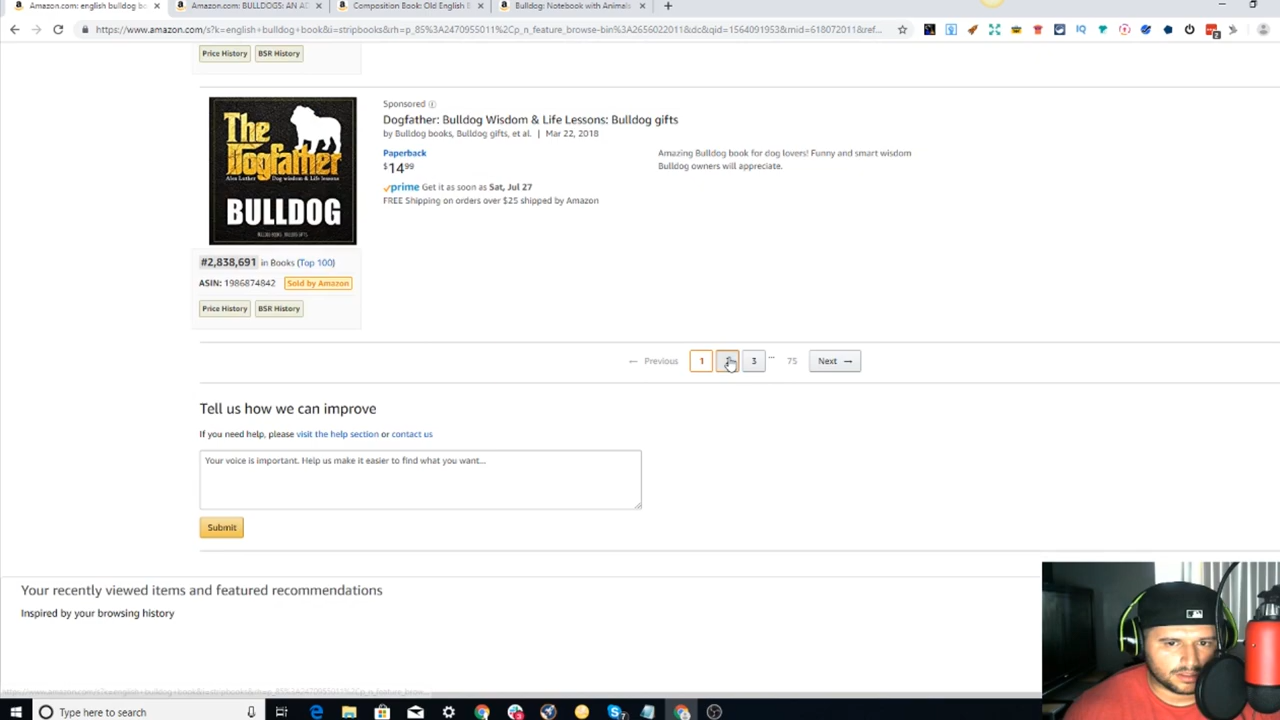 Amazon.com: english bulldog bo
Amazon.com: BULLDOGS: AN A
Composition Book: Old English B
Bulldog: Notebook with Animals
https://www.amazon.com/s?k=english+bulldog+book&i=stripbooks&rh=p_85%3A2470955011%2Cp_n_feature_browse-bin%3A2656022011&dc&qid=1564091953&rnid=618072011&ref...
Price History
BSR History
Sponsored
Dogfather: Bulldog Wisdom & Life Lessons: Bulldog gifts
by Bulldog books, Bulldog gifts, et al. | Mar 22, 2018
Paperback
$14.99
prime Get it as soon as Sat, Jul 27
FREE Shipping on orders over $25 shipped by Amazon
Amazing Bulldog book for dog lovers! Funny and smart wisdom
Bulldog owners will appreciate.
The
Dogfather
Alex Luther Dog wisdom & Life lessons
BULLDOG
#2,838,691 in Books (Top 100)
ASIN: 1986874842 Sold by Amazon
Price History
BSR History
← Previous 1 3 ... 75 Next →
Tell us how we can improve
If you need help, please visit the help section or contact us
Your voice is important. Help us make it easier to find what you want...
Submit
Your recently viewed items and featured recommendations
Inspired by your browsing history
Type here to search